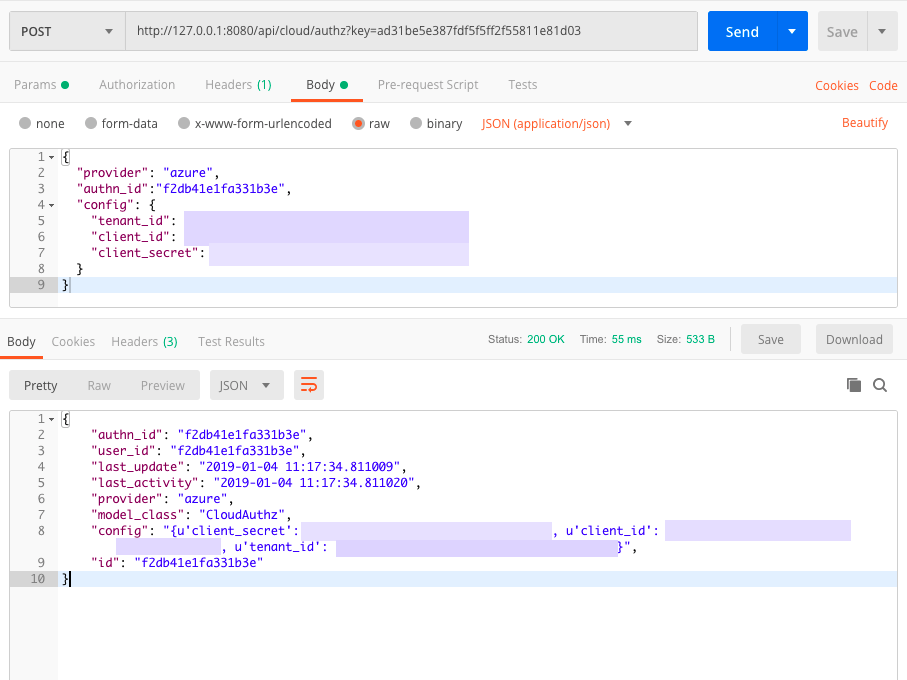 POST http://127.0.0.1:8080/api/cloud/authz?key=ad31be5e387fdf5f5ff2f55811e81d03 Send Save
Params Authorization Headers (1) Body Pre-request Script Tests Cookies Code
none form-data x-www-form-urlencoded raw binary JSON (application/json) Beautify
1 {
2 "provider": "azure",
3 "authn_id":"f2db41e1fa331b3e",
4 "config": {
5 "tenant_id":
6 "client_id":
7 "client_secret":
8 }
9 }
Body Cookies Headers (3) Test Results Status: 200 OK Time: 55 ms Size: 533 B Save Download
Pretty Raw Preview JSON
1 {
2 "authn_id": "f2db41e1fa331b3e",
3 "user_id": "f2db41e1fa331b3e",
4 "last_update": "2019-01-04 11:17:34.811009",
5 "last_activity": "2019-01-04 11:17:34.811020",
6 "provider": "azure",
7 "model_class": "CloudAuthz",
8 "config": "{u'client_secret': , u'client_id':
, u'tenant_id': }",
9 "id": "f2db41e1fa331b3e"
10 }